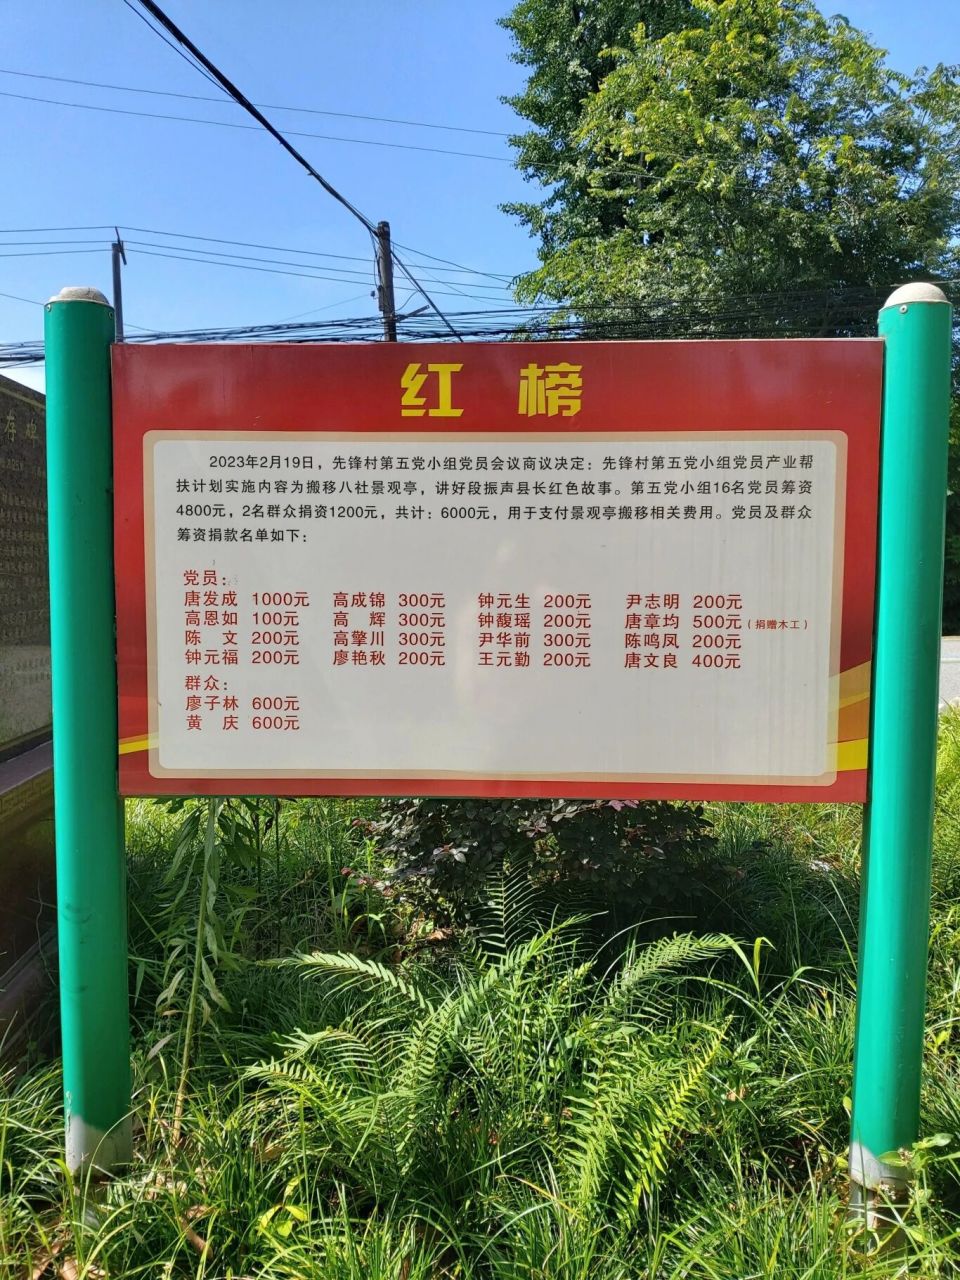 红榜
2023年2月19日，先锋村第五党小组党员会议商议决定：先锋村第五党小组党员产业帮
扶计划实施内容为搬移八社景观亭，讲好段振声县长红色故事。第五党小组16名党员筹资
4800元，2名群众捐资1200元，共计：6000元，用于支付景观亭搬移相关费用。党员及群众
筹资捐款名单如下：
党员：
唐发成 1000元 高成锦 300元 钟元生 200元 尹志明 200元
高恩如 100元 高 辉 300元 钟馥瑶 200元 唐章均 500元（捐赠木工）
陈 文 200元 高擎川 300元 尹华前 300元 陈鸣凤 200元
钟元福 200元 廖艳秋 200元 王元勤 200元 唐文良 400元
群众：
廖子林 600元
黄 庆 600元
存碑